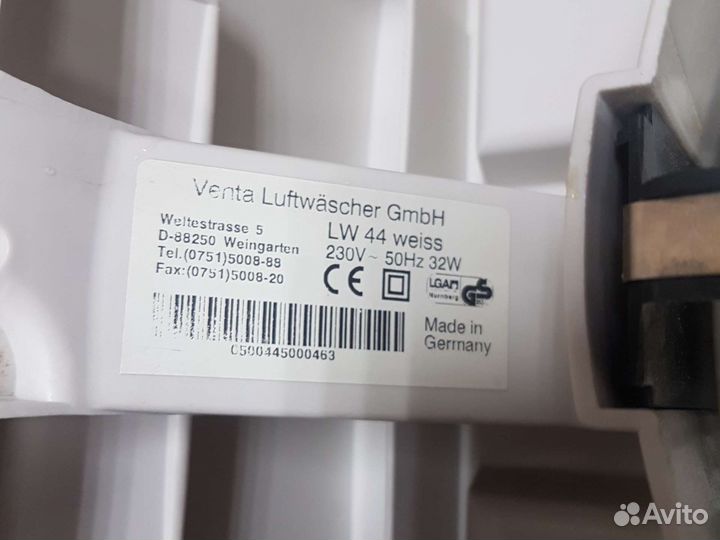 Venta Luftwäscher GmbH
Weltestrasse 5
D-88250 Weingarten
Tel.(0751)5008-88
Fax:(0751)5008-20
LW 44 weiss
230V~ 50Hz 32W
CE
LGA
Nürnberg
GS
Made in
Germany
0500445000463
Avito